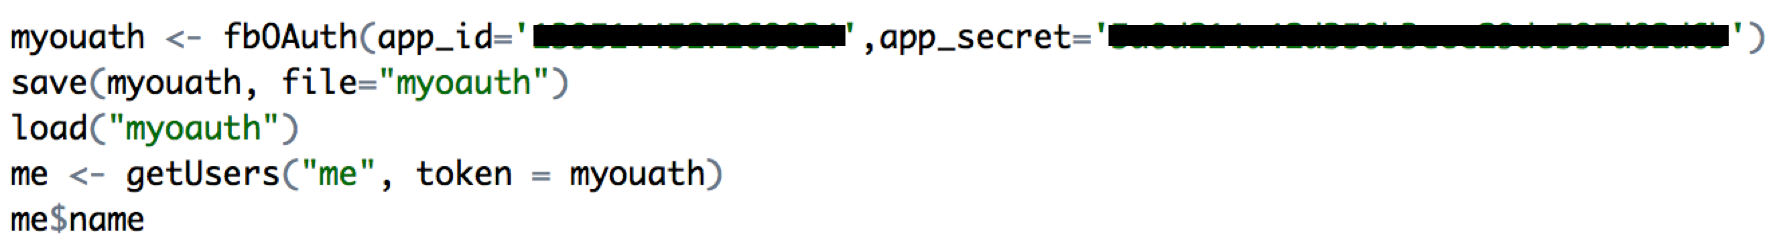 myouath <- fbOAuth(app_id='',app_secret='')
save(myouath, file="myoauth")
load("myoauth")
me <- getUsers("me", token = myouath)
me$name